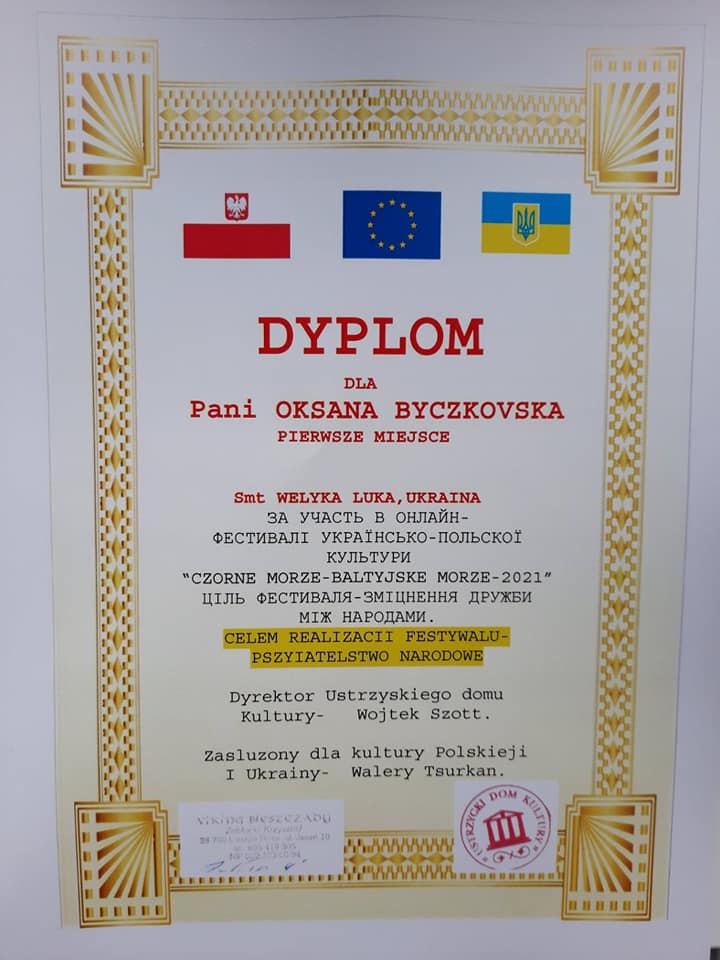 DYPLOM
DLA
Pani OKSANA BYCZKOVSKA
PIERWSZE MIEJSCE
Smt WELYKA LUKA,UKRAINA
ЗА УЧАСТЬ В ОНЛАЙН-
ФЕСТИВАЛІ УКРАЇНСЬКО-ПОЛЬСКОЇ
КУЛЬТУРИ
“CZORNE MORZE-BALTYJSKE MORZE-2021”
ЦІЛЬ ФЕСТИВАЛЯ-ЗМІЦНЕННЯ ДРУЖБИ
МІЖ НАРОДАМИ.
CELEM REALIZACII FESTYWALU-
PSZYIATELSTWO NARODOWE
Dyrektor Ustrzyskiego domu
Kultury- Wojtek Szott.
Zasluzony dla kultury Polskieji
I Ukrainy- Walery Tsurkan.
VIKING BIESZCZADY
USTRZYCKI DOM KULTURY